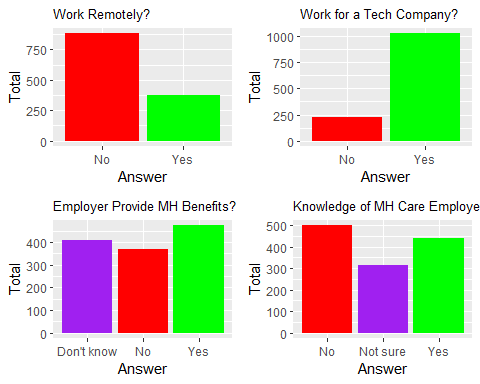 Work Remotely?
Total
750
500
250
0
No Yes
Answer
Work for a Tech Company?
Total
1000
750
500
250
0
No Yes
Answer
Employer Provide MH Benefits?
Total
400
300
200
100
0
Don't know No Yes
Answer
Knowledge of MH Care Employe
Total
500
400
300
200
100
0
No Not sure Yes
Answer